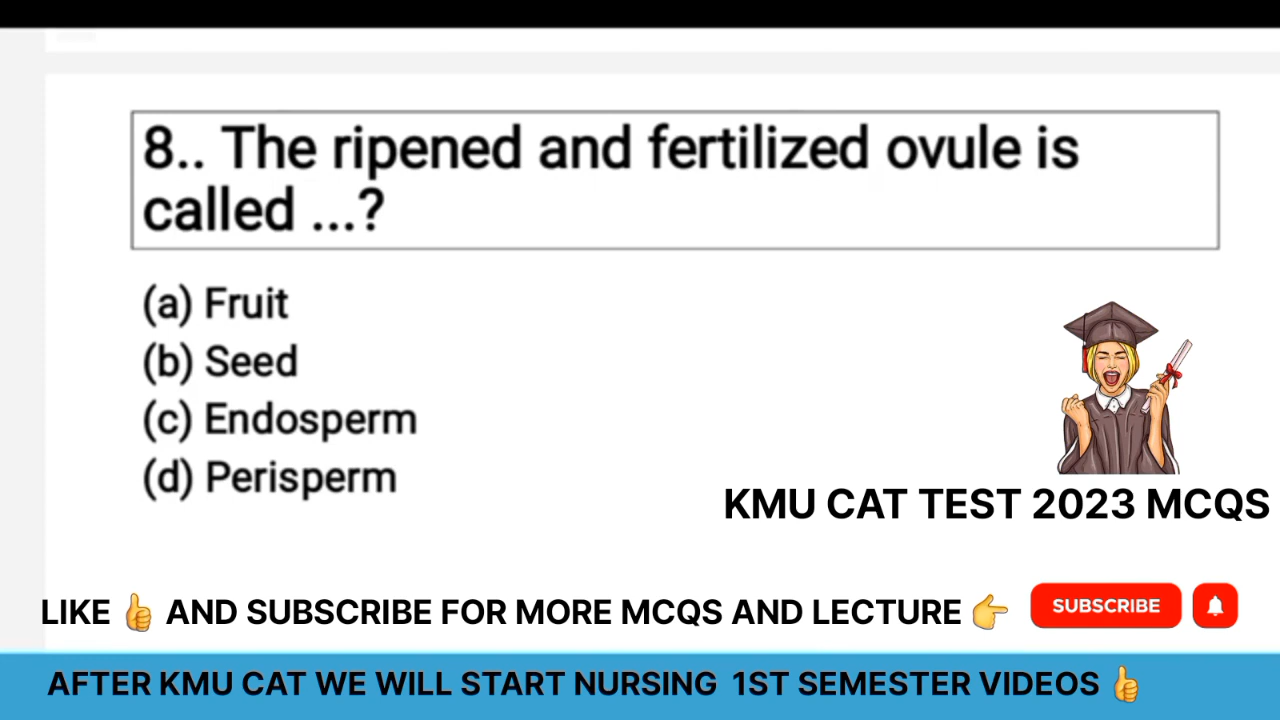 8.. The ripened and fertilized ovule is
called ...?
(a) Fruit
(b) Seed
(c) Endosperm
(d) Perisperm
KMU CAT TEST 2023 MCQS
LIKE 👍 AND SUBSCRIBE FOR MORE MCQS AND LECTURE 👉 SUBSCRIBE
AFTER KMU CAT WE WILL START NURSING 1ST SEMESTER VIDEOS 👍